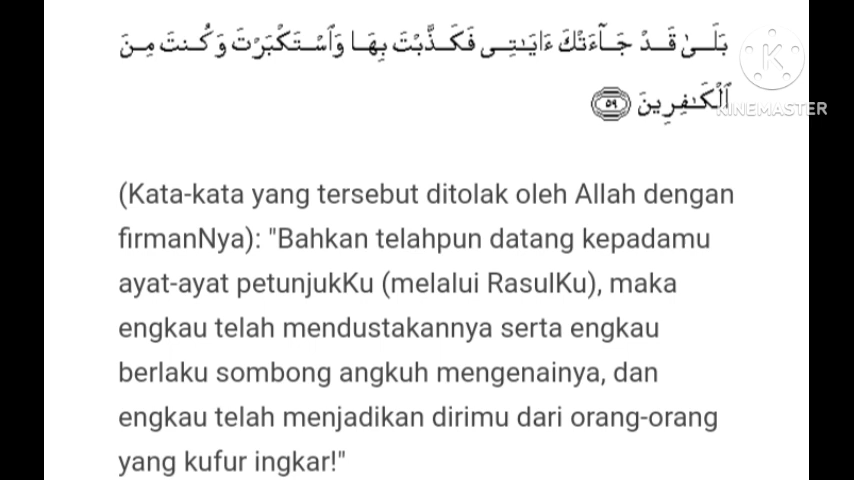 بَلَىٰ قَدْ جَآءَتْكَ ءَايَـٰتِى فَكَذَّبْتَ بِهَا وَٱسْتَكْبَرْتَ وَكُنتَ مِنَ
ٱلْكَـٰفِرِينَ ٥٩
KINEMASTER
(Kata-kata yang tersebut ditolak oleh Allah dengan
firmanNya): "Bahkan telahpun datang kepadamu
ayat-ayat petunjukKu (melalui RasulKu), maka
engkau telah mendustakannya serta engkau
berlaku sombong angkuh mengenainya, dan
engkau telah menjadikan dirimu dari orang-orang
yang kufur ingkar!"